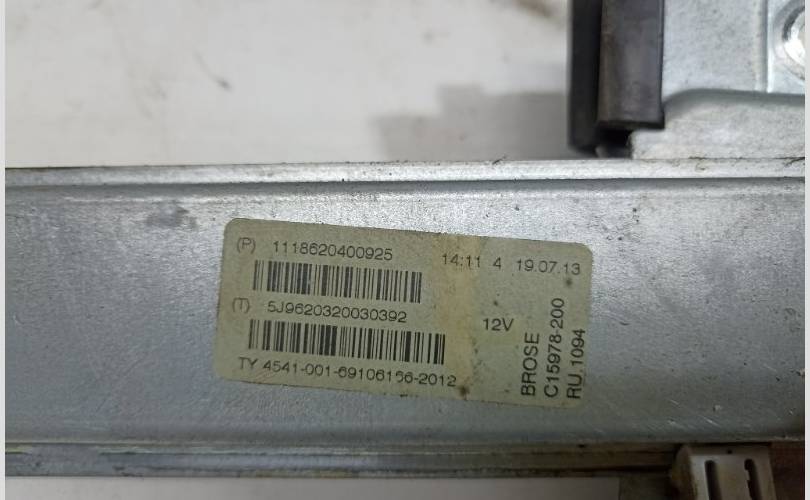 (P) 1118620400925 14:11 4 19.07.13
(T) 5J9620320030392
12V
TY 4541-001-69106166-2012
BROSE
C15978-200
RU.1094